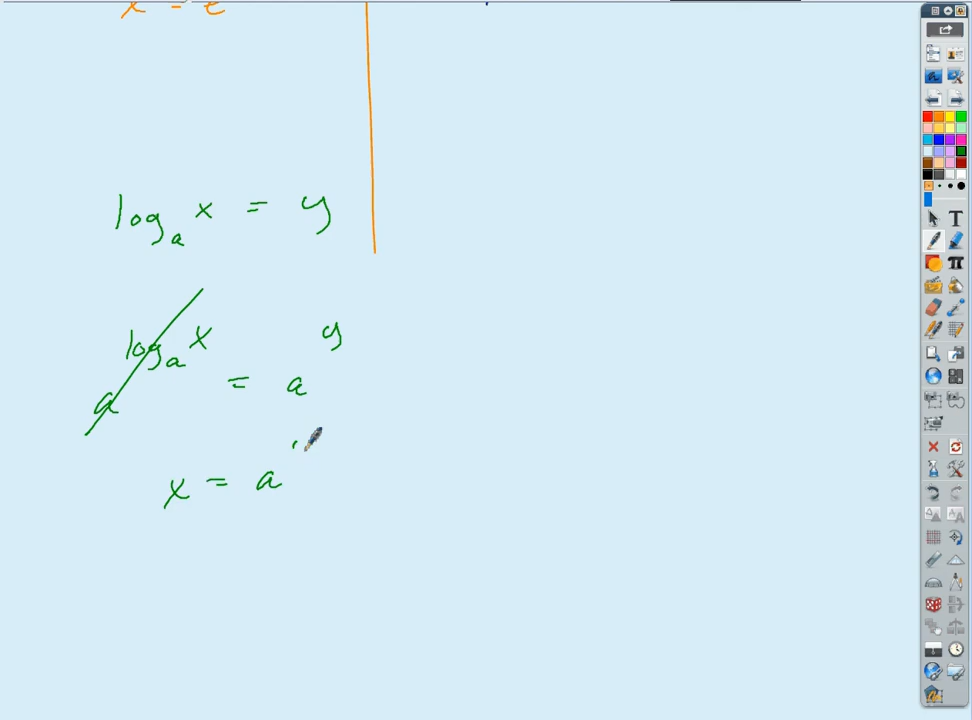 x = e
log_a x = y
a^(log_a x) = a^y
x = a